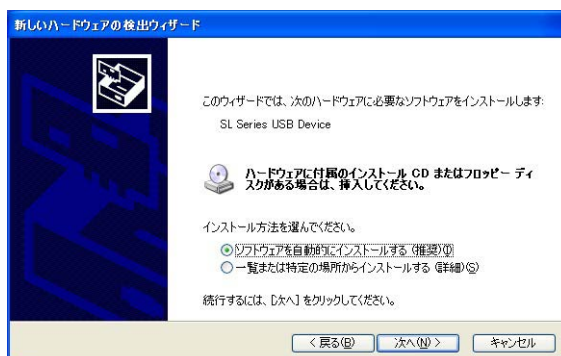 新しいハードウェアの検出ウィザード
このウィザードでは、次のハードウェアに必要なソフトウェアをインストールします:
SL Series USB Device
ハードウェアに付属のインストール CD またはフロッピー ディ
スクがある場合は、挿入してください。
インストール方法を選んでください。
ソフトウェアを自動的にインストールする (推奨)(I)
一覧または特定の場所からインストールする (詳細)(S)
続行するには、[次へ] をクリックしてください。
< 戻る(B) 次へ(N) > キャンセル